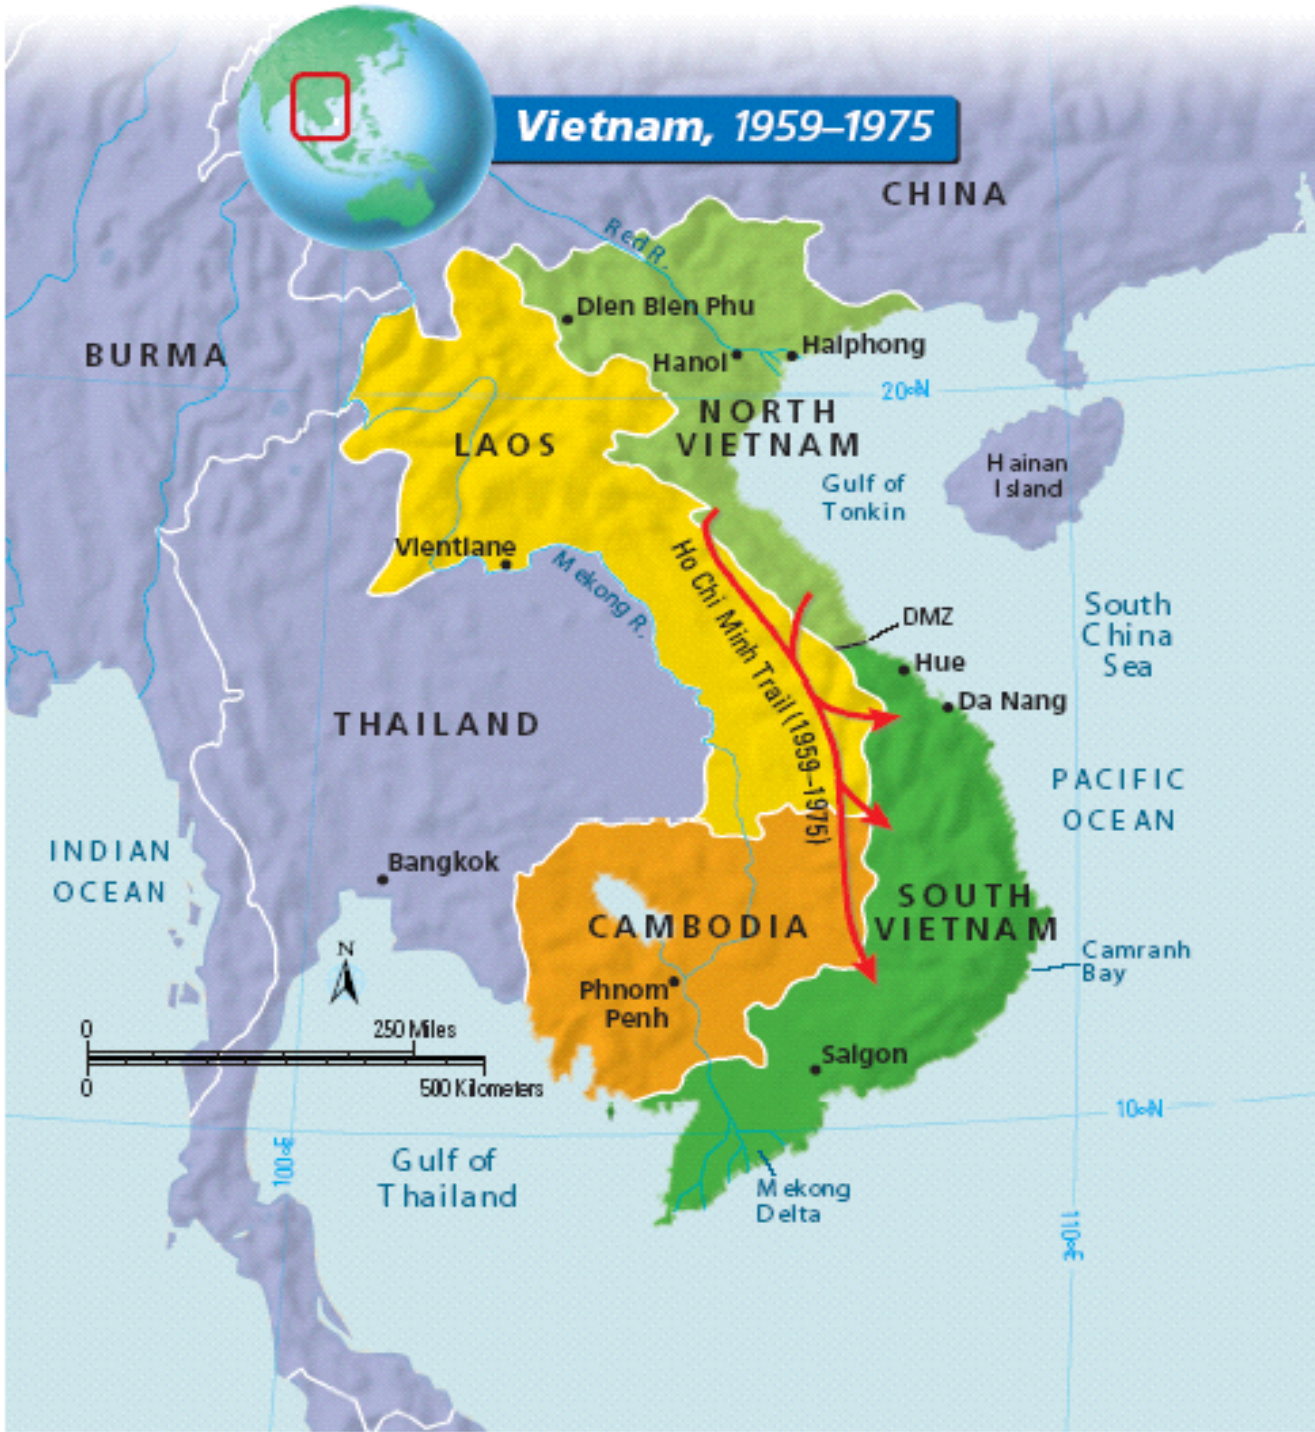 Vietnam, 1959–1975
CHINA
Red R.
Dien Bien Phu
BURMA
Hanoi
Haiphong
20°N
NORTH
VIETNAM
LAOS
Hainan
Island
Gulf of
Tonkin
Vientiane
Mekong R.
Ho Chi Minh Trail (1959–1975)
DMZ
South
China
Sea
Hue
Da Nang
THAILAND
PACIFIC
OCEAN
INDIAN
OCEAN
Bangkok
CAMBODIA
SOUTH
VIETNAM
Camranh
Bay
N
Phnom
Penh
0
250 Miles
0
500 Kilometers
Saigon
10°N
100°E
Gulf of
Thailand
Mekong
Delta
110°E